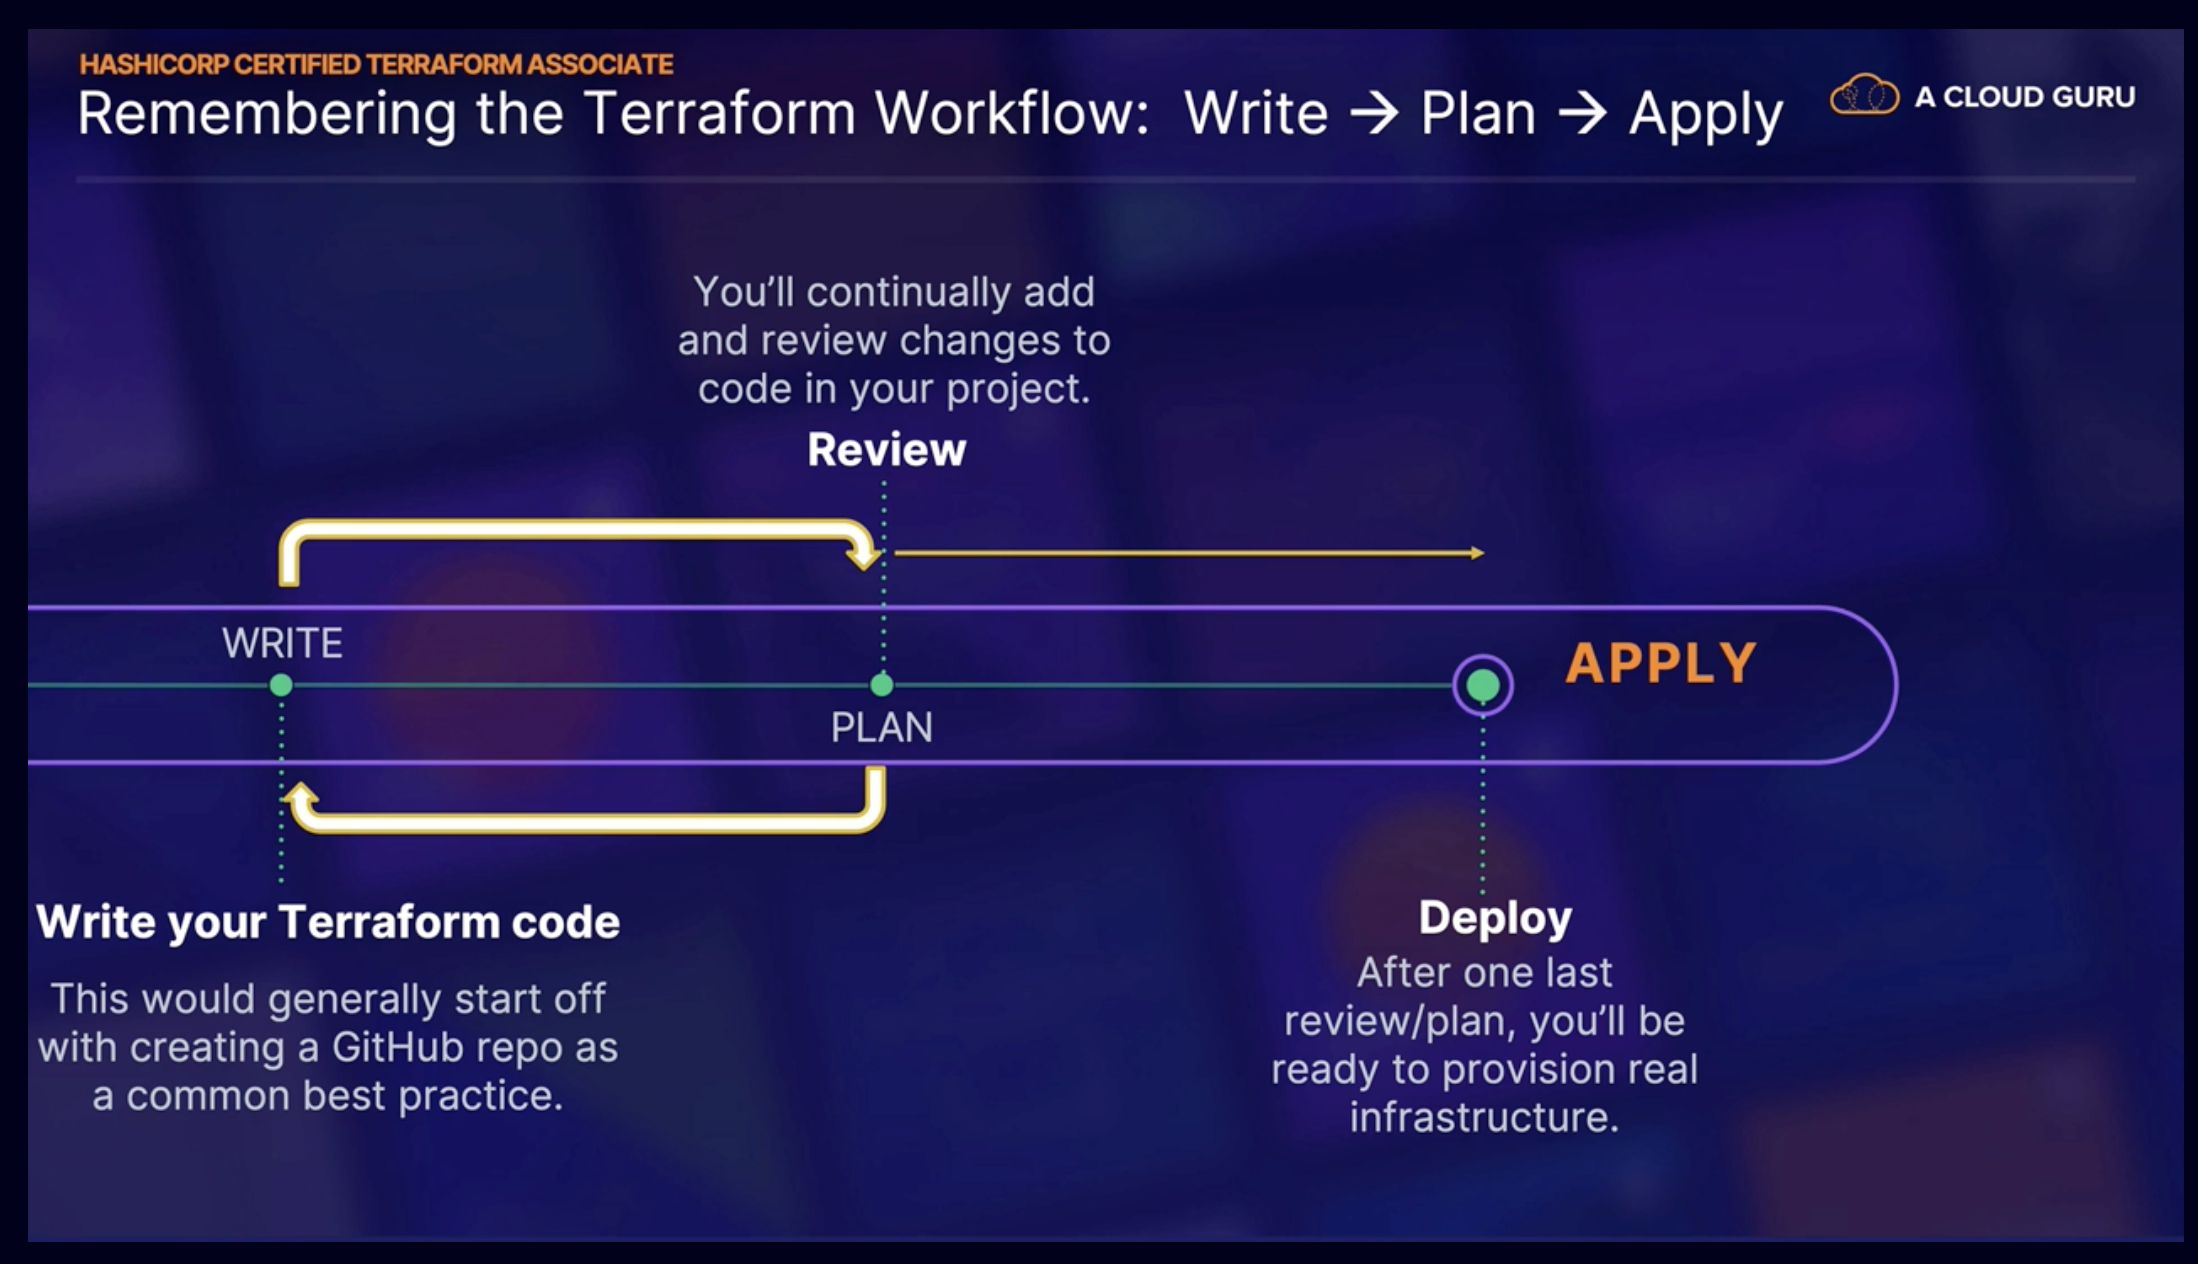 HASHICORP CERTIFIED TERRAFORM ASSOCIATE
Remembering the Terraform Workflow: Write → Plan → Apply
A CLOUD GURU
You'll continually add
and review changes to
code in your project.
Review
WRITE
PLAN
APPLY
Write your Terraform code
This would generally start off
with creating a GitHub repo as
a common best practice.
Deploy
After one last
review/plan, you'll be
ready to provision real
infrastructure.